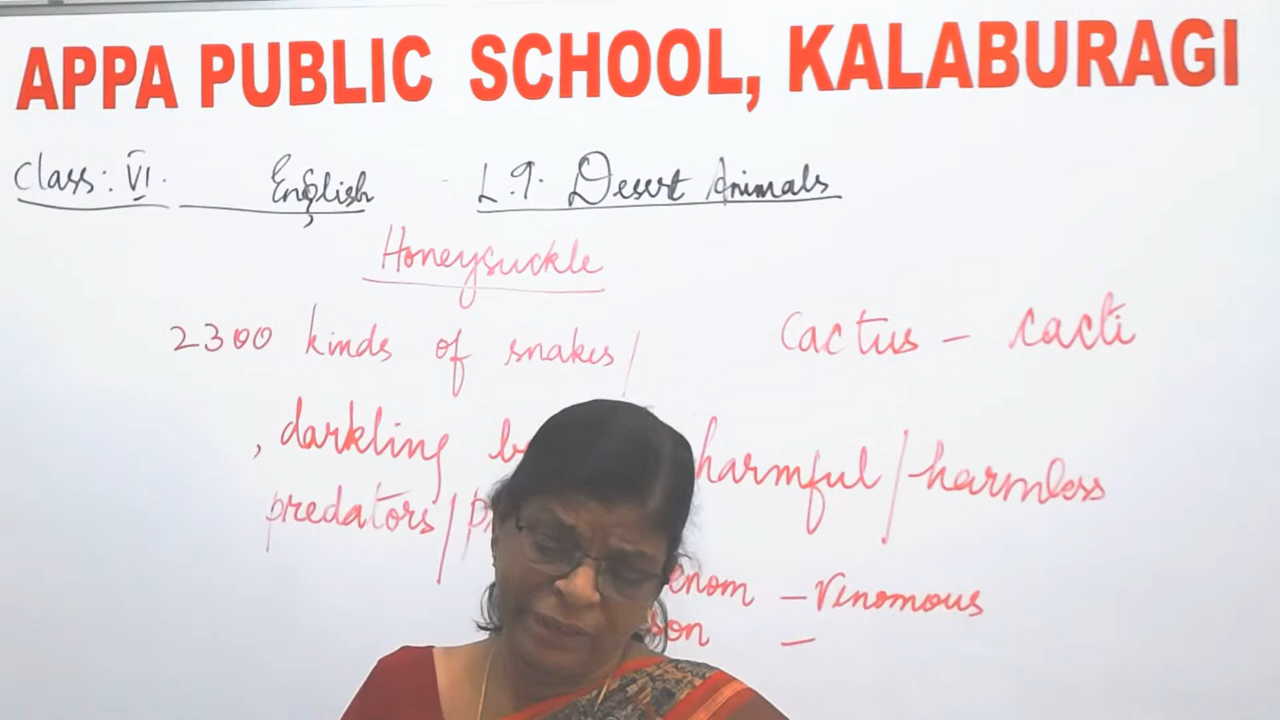 APPA PUBLIC SCHOOL, KALABURAGI
Class: VI. English L.9. Desert Animals
Honeysuckle
2300 kinds of snakes/ Cactus - cacti
, darkling harmful/harmless
predators/
enom - Venomous
son -